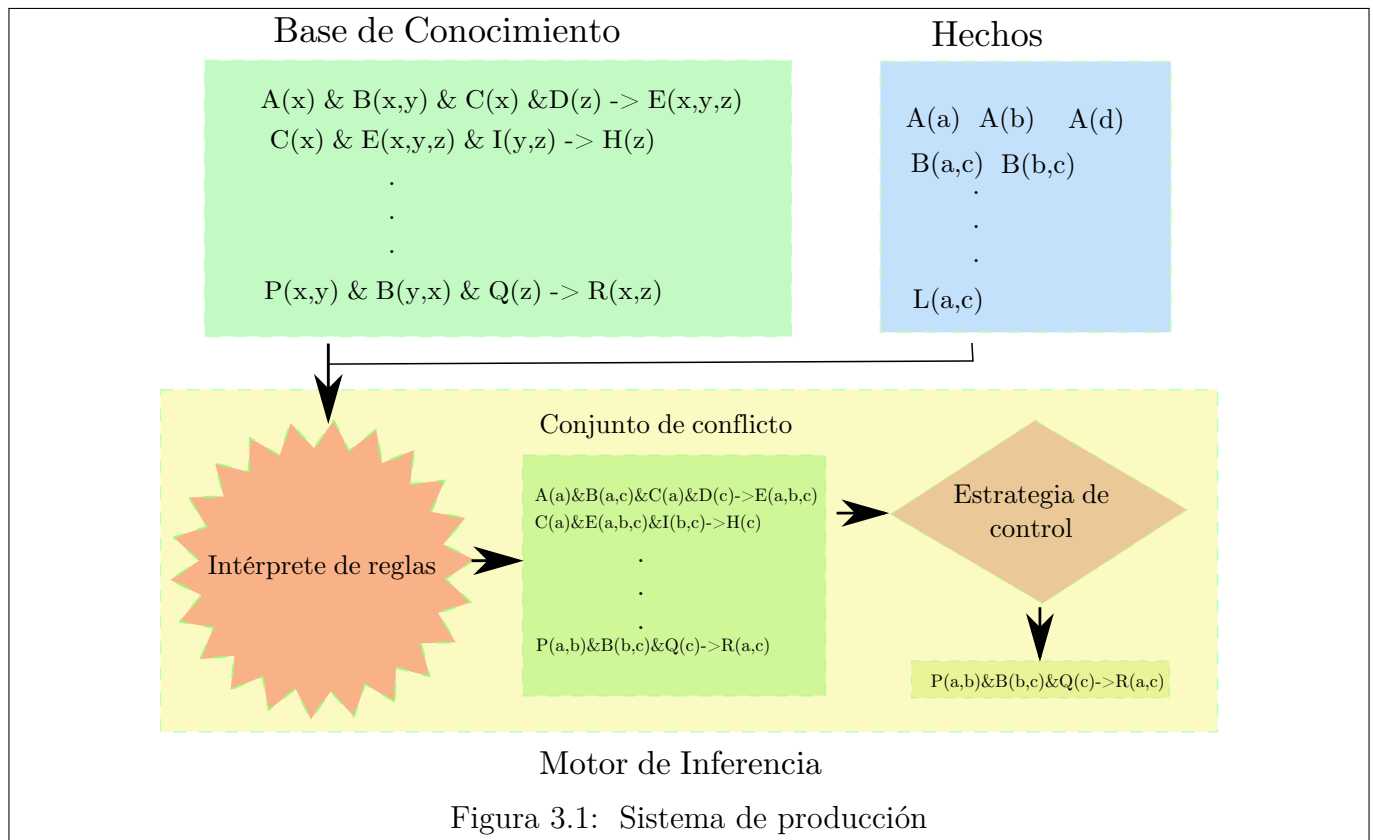 Base de Conocimiento
A(x) & B(x,y) & C(x) &D(z) -> E(x,y,z)
C(x) & E(x,y,z) & I(y,z) -> H(z)
.
.
.
P(x,y) & B(y,x) & Q(z) -> R(x,z)
Hechos
A(a) A(b) A(d)
B(a,c) B(b,c)
.
.
.
L(a,c)
Intérprete de reglas
Conjunto de conflicto
A(a)&B(a,c)&C(a)&D(c)->E(a,b,c)
C(a)&E(a,b,c)&I(b,c)->H(c)
.
.
.
P(a,b)&B(b,c)&Q(c)->R(a,c)
Estrategia de
control
P(a,b)&B(b,c)&Q(c)->R(a,c)
Motor de Inferencia
Figura 3.1: Sistema de producción